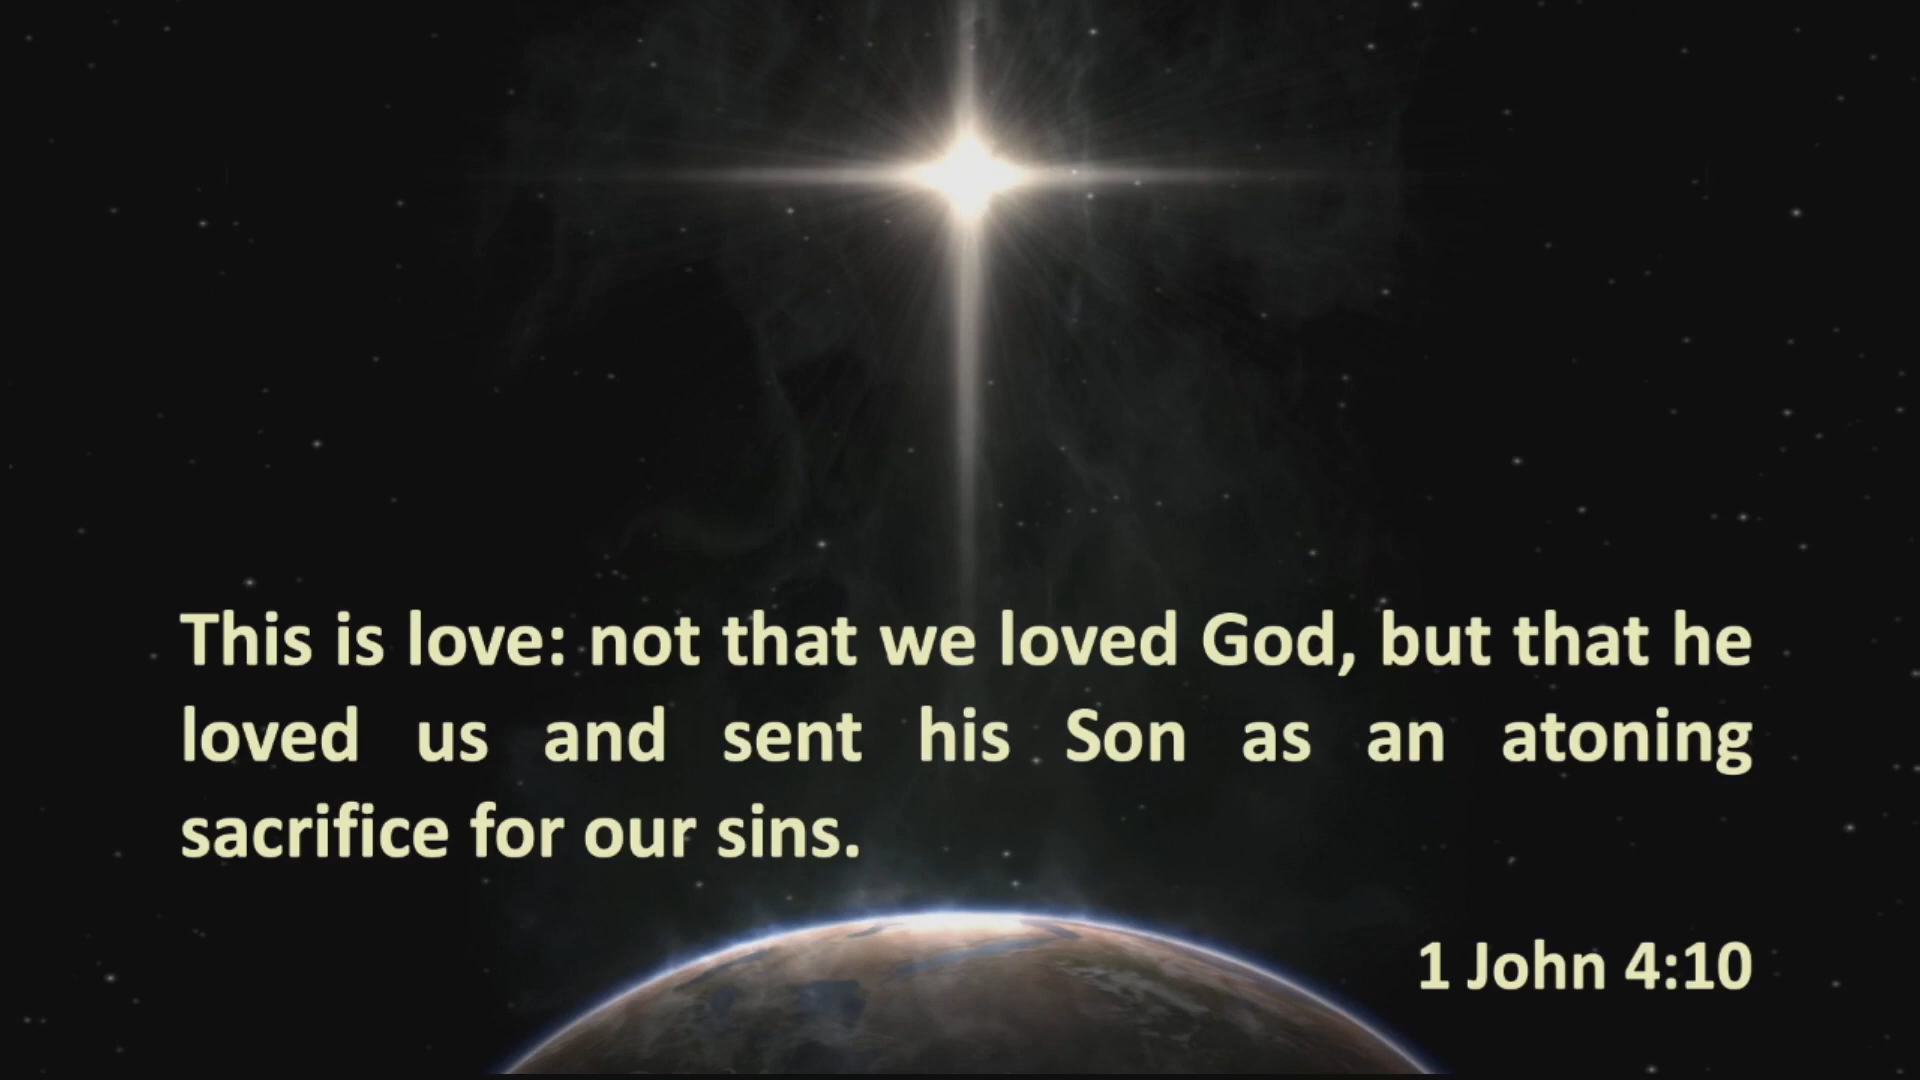 This is love: not that we loved God, but that he
loved us and sent his Son as an atoning
sacrifice for our sins.
1 John 4:10